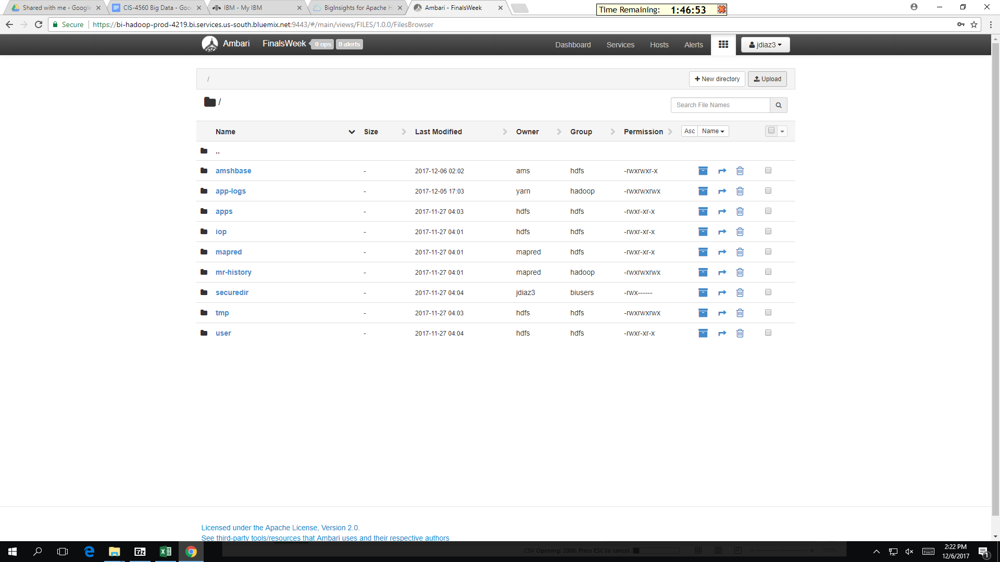 Shared with me - Google
CIS-4560 Big Data - Goo
IBM - My IBM
BigInsights for Apache H
Ambari - FinalsWeek
Time Remaining: 1:46:53
Secure https://bi-hadoop-prod-4219.bi.services.us-south.bluemix.net:9443/#/main/views/FILES/1.0.0/FilesBrowser
Ambari FinalsWeek 0 ops 0 alerts Dashboard Services Hosts Alerts jdiaz3
/ New directory Upload
/ Search File Names
Name Size Last Modified Owner Group Permission Asc Name
..
amshbase - 2017-12-06 02:02 ams hdfs -rwxrwxr-x
app-logs - 2017-12-05 17:03 yarn hadoop -rwxrwxrwx
apps - 2017-11-27 04:03 hdfs hdfs -rwxr-xr-x
iop - 2017-11-27 04:01 hdfs hdfs -rwxr-xr-x
mapred - 2017-11-27 04:01 mapred hdfs -rwxr-xr-x
mr-history - 2017-11-27 04:01 mapred hadoop -rwxrwxrwx
securedir - 2017-11-27 04:04 jdiaz3 biusers -rwx------
tmp - 2017-11-27 04:03 hdfs hdfs -rwxrwxrwx
user - 2017-11-27 04:04 hdfs hdfs -rwxr-xr-x
Licensed under the Apache License, Version 2.0.
See third-party tools/resources that Ambari uses and their respective authors
CSV Opening: 2008. Press ESC to cancel. 100%
2:22 PM
12/6/2017
7z
1